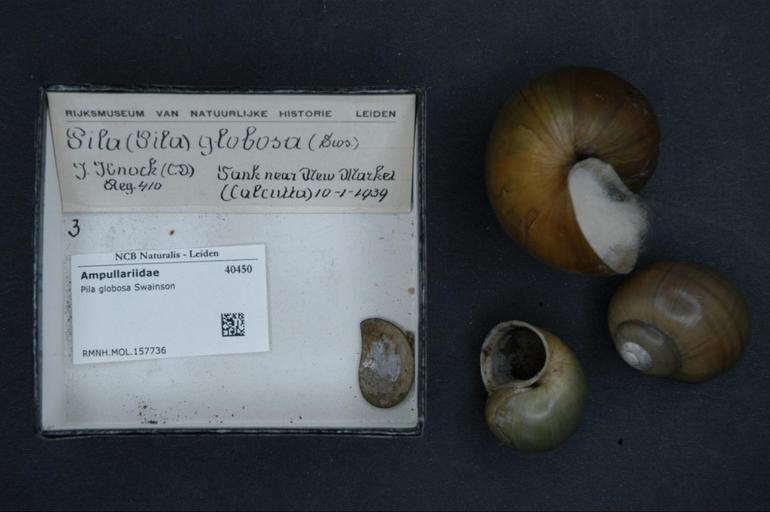 RIJKSMUSEUM VAN NATUURLIJKE HISTORIE LEIDEN
Pila (Pila) globosa (Sws.)
Tank near New Market
Reg. 410
(Calcutta) 10-1-1939
3
NCB Naturalis - Leiden
Ampullariidae 40450
Pila globosa Swainson
RMNH.MOL.157736